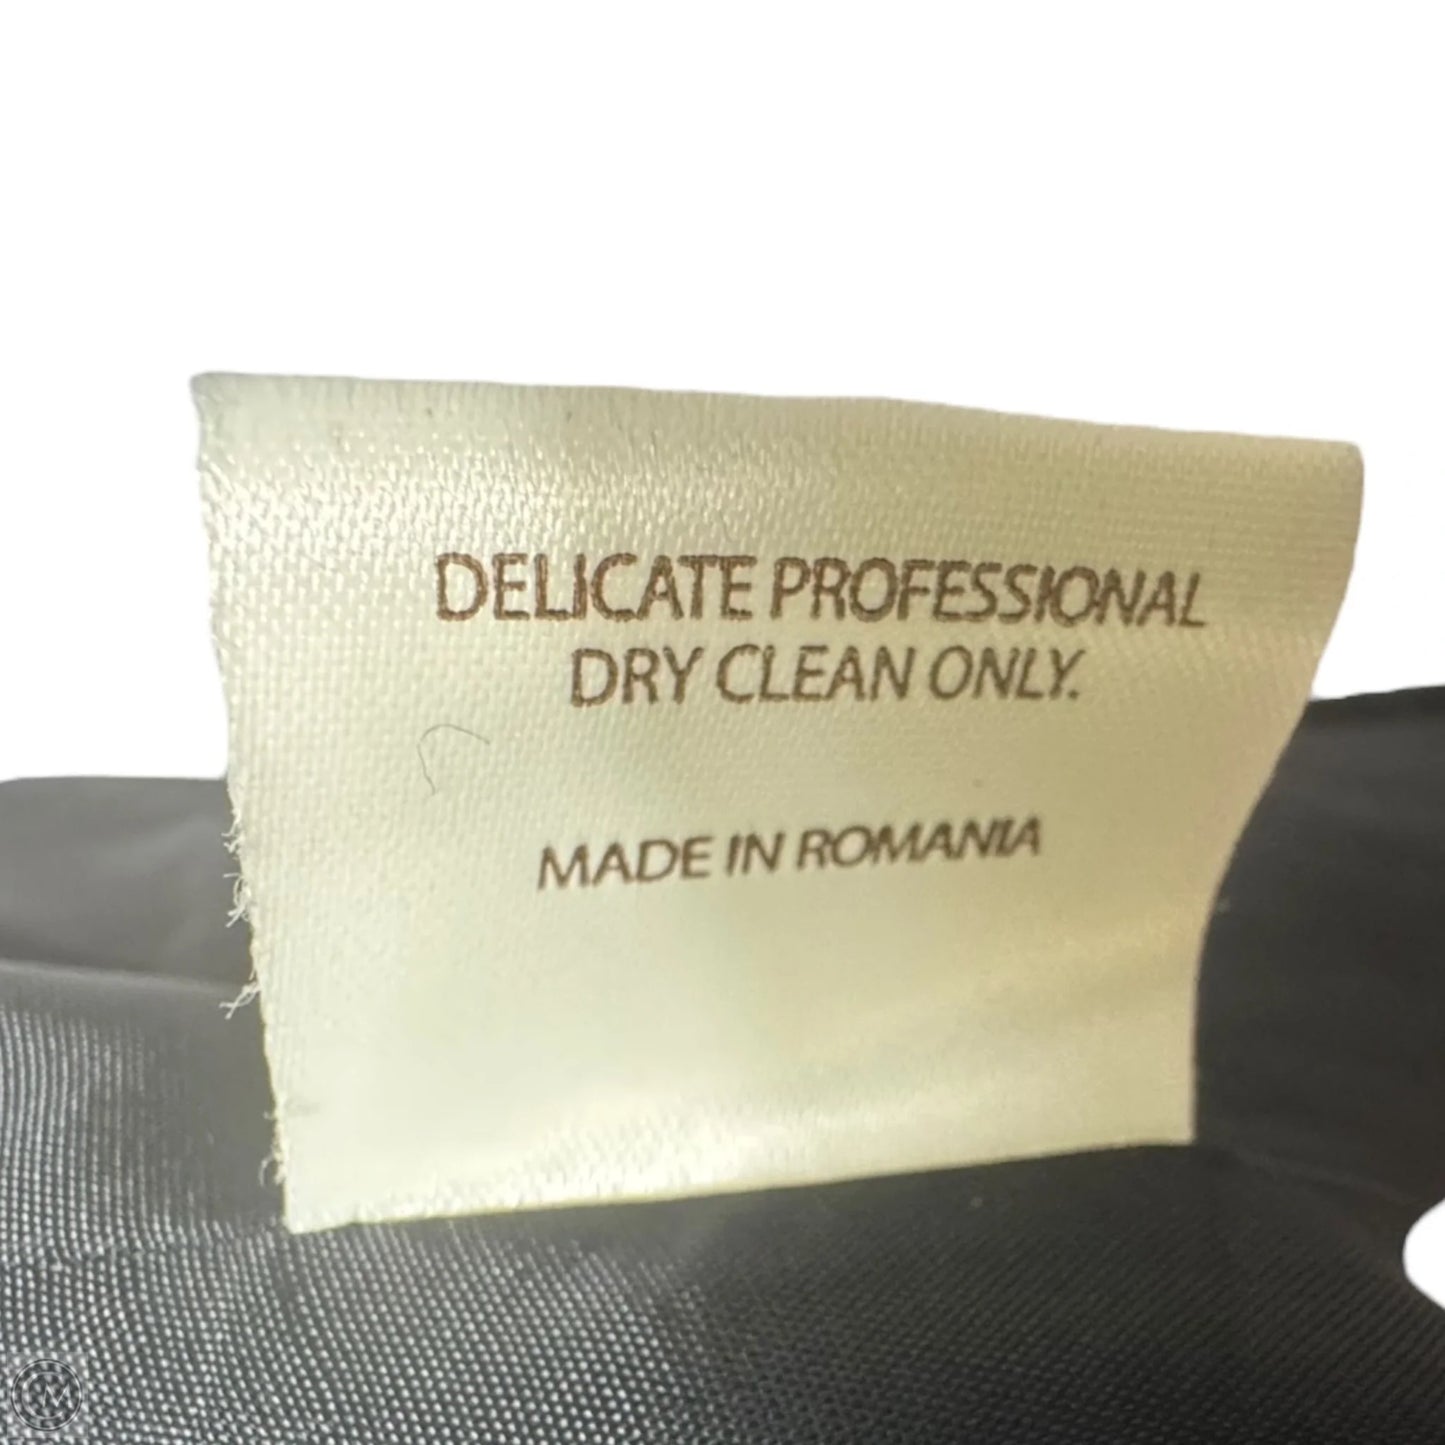 DELICATE PROFESSIONAL
DRY CLEAN ONLY.
MADE IN ROMANIA